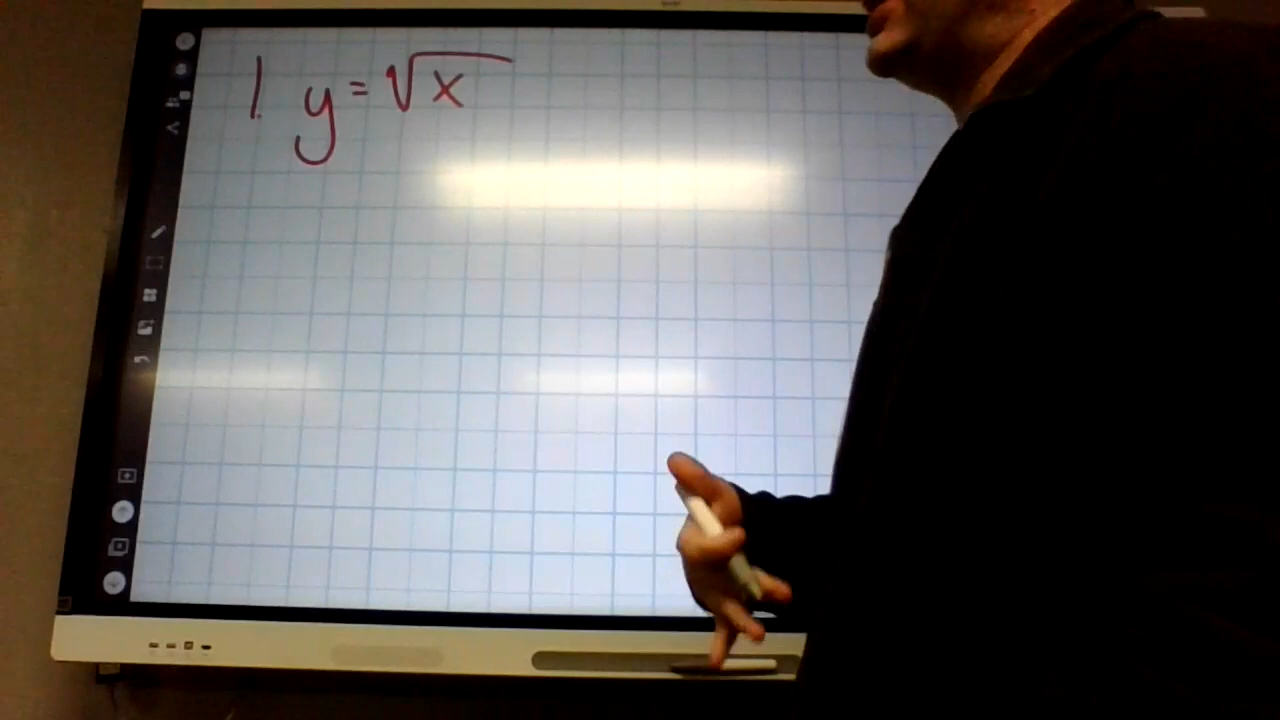 1. y = √x